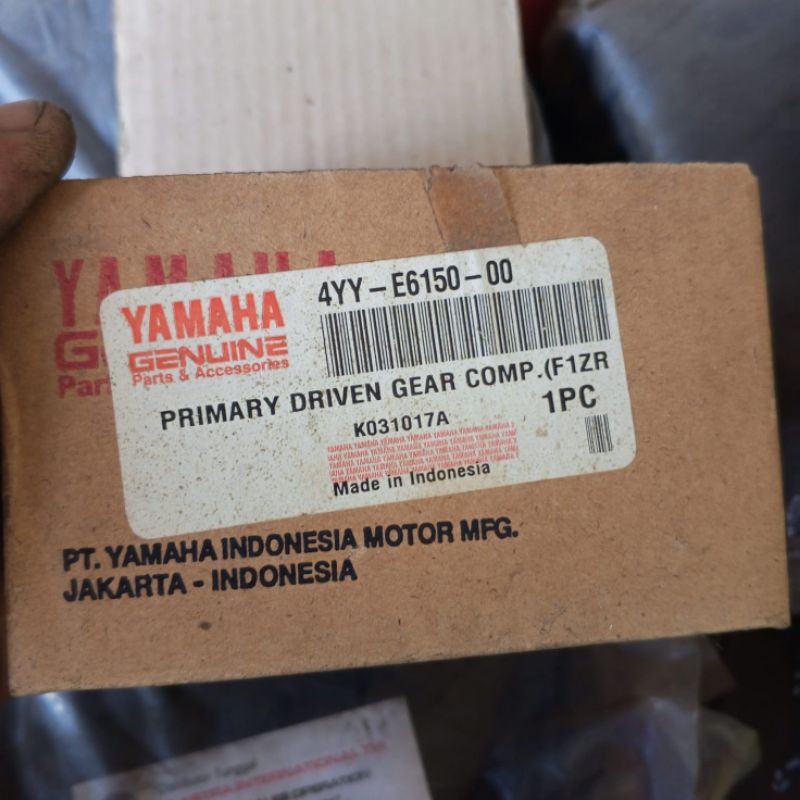 YAMAHA
GENUINE
Parts & Accessories
4YY-E6150-00
PRIMARY DRIVEN GEAR COMP.(F1ZR
1PC
K031017A
Made in Indonesia
PT. YAMAHA INDONESIA MOTOR MFG.
JAKARTA - INDONESIA